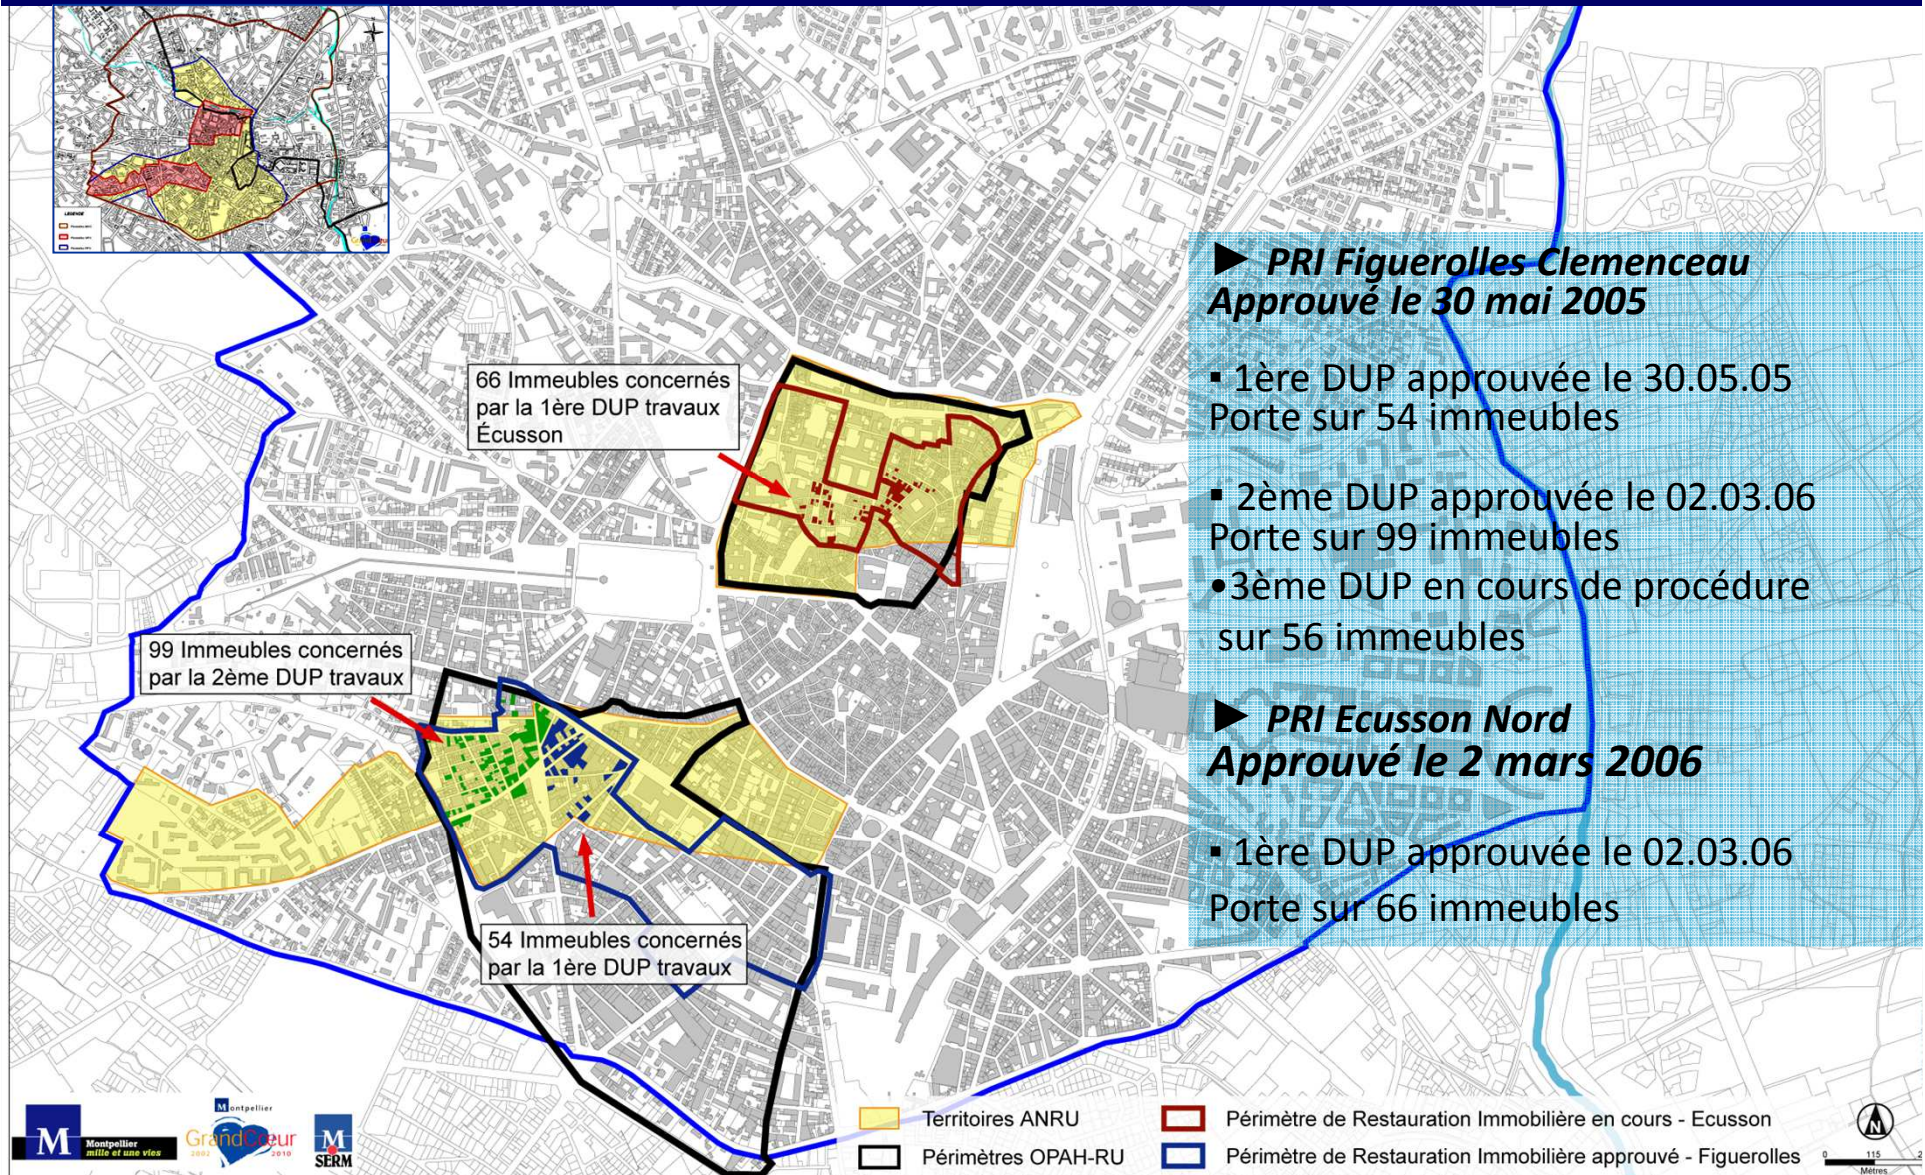 LEGENDE
66 Immeubles concernés
par la 1ère DUP travaux
Écusson
99 Immeubles concernés
par la 2ème DUP travaux
54 Immeubles concernés
par la 1ère DUP travaux
► PRI Figuerolles Clemenceau
Approuvé le 30 mai 2005
▪ 1ère DUP approuvée le 30.05.05
Porte sur 54 immeubles
▪ 2ème DUP approuvée le 02.03.06
Porte sur 99 immeubles
•3ème DUP en cours de procédure
sur 56 immeubles
► PRI Ecusson Nord
Approuvé le 2 mars 2006
▪ 1ère DUP approuvée le 02.03.06
Porte sur 66 immeubles
M Montpellier
mille et une vies
Montpellier
GrandCœur
2002 2010
M
SERM
Territoires ANRU
Périmètres OPAH-RU
Périmètre de Restauration Immobilière en cours - Ecusson
Périmètre de Restauration Immobilière approuvé - Figuerolles
N
0 115
Mètres